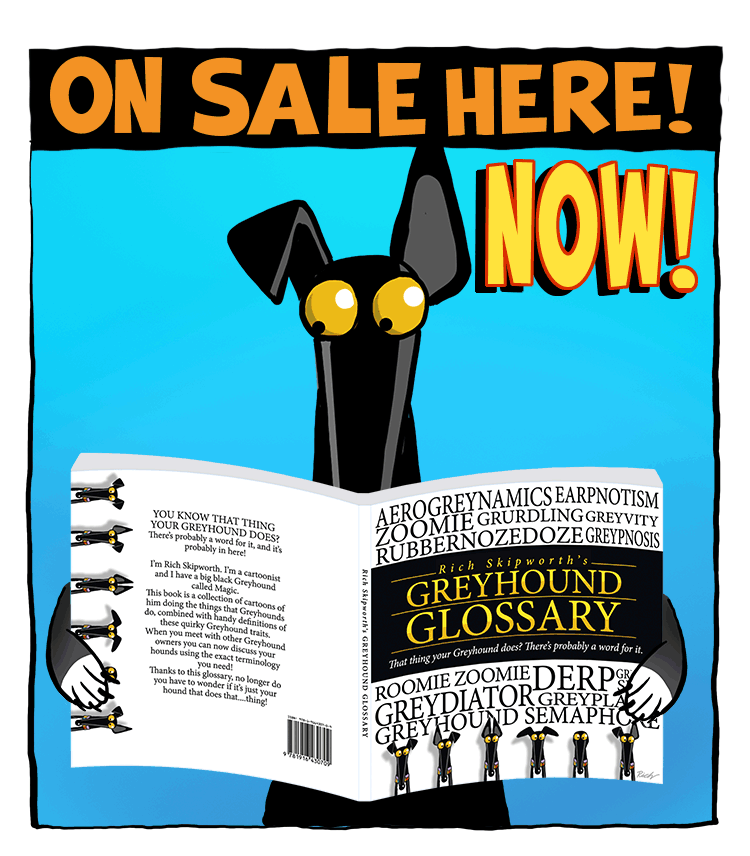 ON SALE HERE!
NOW!
YOU KNOW THAT THING
YOUR GREYHOUND DOES?
There's probably a word for it, and it's
probably in here!
I'm Rich Skipworth. I'm a cartoonist
and I have a big black Greyhound
called Magic.
This book is a collection of cartoons of
him doing the things that Greyhounds
do, combined with handy definitions of
these quirky Greyhound traits.
When you meet with other Greyhound
owners you can now discuss your
hounds using the exact terminology
you need!
Thanks to this glossary, no longer do
you have to wonder if it's just your
hound that does that....thing!
Rich Skipworth's GREYHOUND GLOSSARY
AEROGREYNAMICS EARPNOTISM
ZOOMIE GRURDLING GREYVITY
RUBBERNOZEDOZE GREYPNOSIS
Rich Skipworth's
GREYHOUND
GLOSSARY
That thing your Greyhound does? There's probably a word for it.
ROOMIE ZOOMIE DERP GR
GREYDIATOR GREYPLA
GREYHOUND SEMAPHORE
Rich